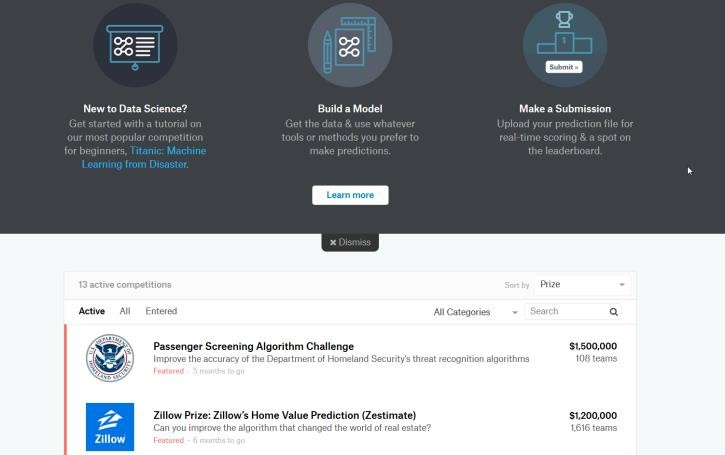 1
Submit »
New to Data Science?
Get started with a tutorial on
our most popular competition
for beginners, Titanic: Machine
Learning from Disaster.
Build a Model
Get the data & use whatever
tools or methods you prefer to
make predictions.
Make a Submission
Upload your prediction file for
real-time scoring & a spot on
the leaderboard.
Learn more
✖ Dismiss
13 active competitions
Sort by Prize
Active All Entered All Categories Search
U.S. DEPARTMENT OF HOMELAND SECURITY
Passenger Screening Algorithm Challenge $1,500,000
Improve the accuracy of the Department of Homeland Security's threat recognition algorithms 108 teams
Featured · 5 months to go
Zillow
Zillow Prize: Zillow's Home Value Prediction (Zestimate) $1,200,000
Can you improve the algorithm that changed the world of real estate? 1,616 teams
Featured · 6 months to go